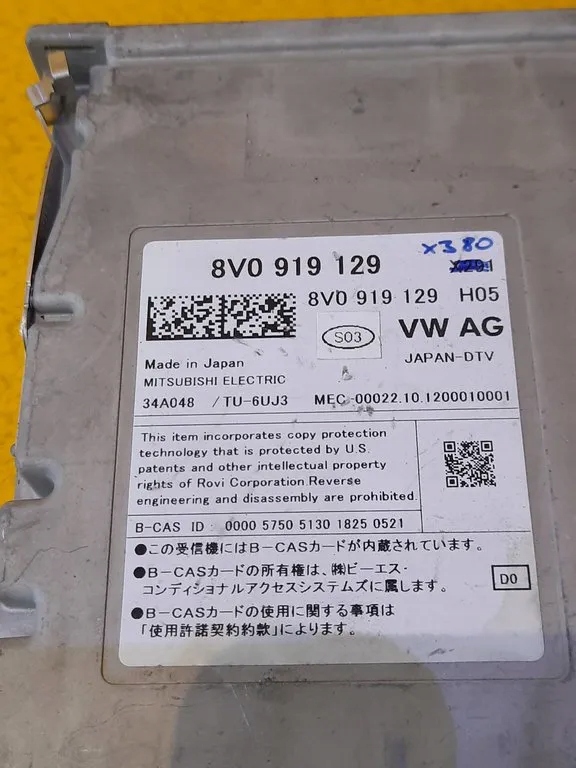 x380
8V0 919 129
8V0 919 129 H05
S03
VW AG
JAPAN-DTV
Made in Japan
MITSUBISHI ELECTRIC
34A048 /TU-6UJ3 MEC-00022.10.1200010001
This item incorporates copy protection
technology that is protected by U.S.
patents and other intellectual property
rights of Rovi Corporation.Reverse
engineering and disassembly are prohibited.
B-CAS ID : 0000 5750 5130 1825 0521
●この受信機にはB-CASカードが内蔵されています。
●B-CASカードの所有権は、㈱ビーエス・
コンディショナルアクセスシステムズに属します。
D0
●B-CASカードの使用に関する事項は
「使用許諾契約約款」によります。